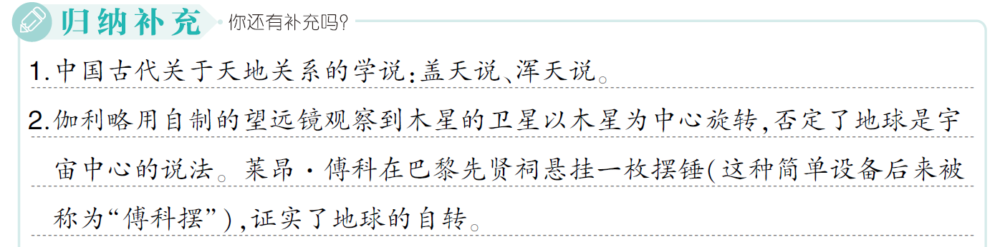 归纳补充 你还有补充吗？
1.中国古代关于天地关系的学说：盖天说、浑天说。
2.伽利略用自制的望远镜观察到木星的卫星以木星为中心旋转，否定了地球是宇
宙中心的说法。莱昂·傅科在巴黎先贤祠悬挂一枚摆锤（这种简单设备后来被
称为“傅科摆”），证实了地球的自转。